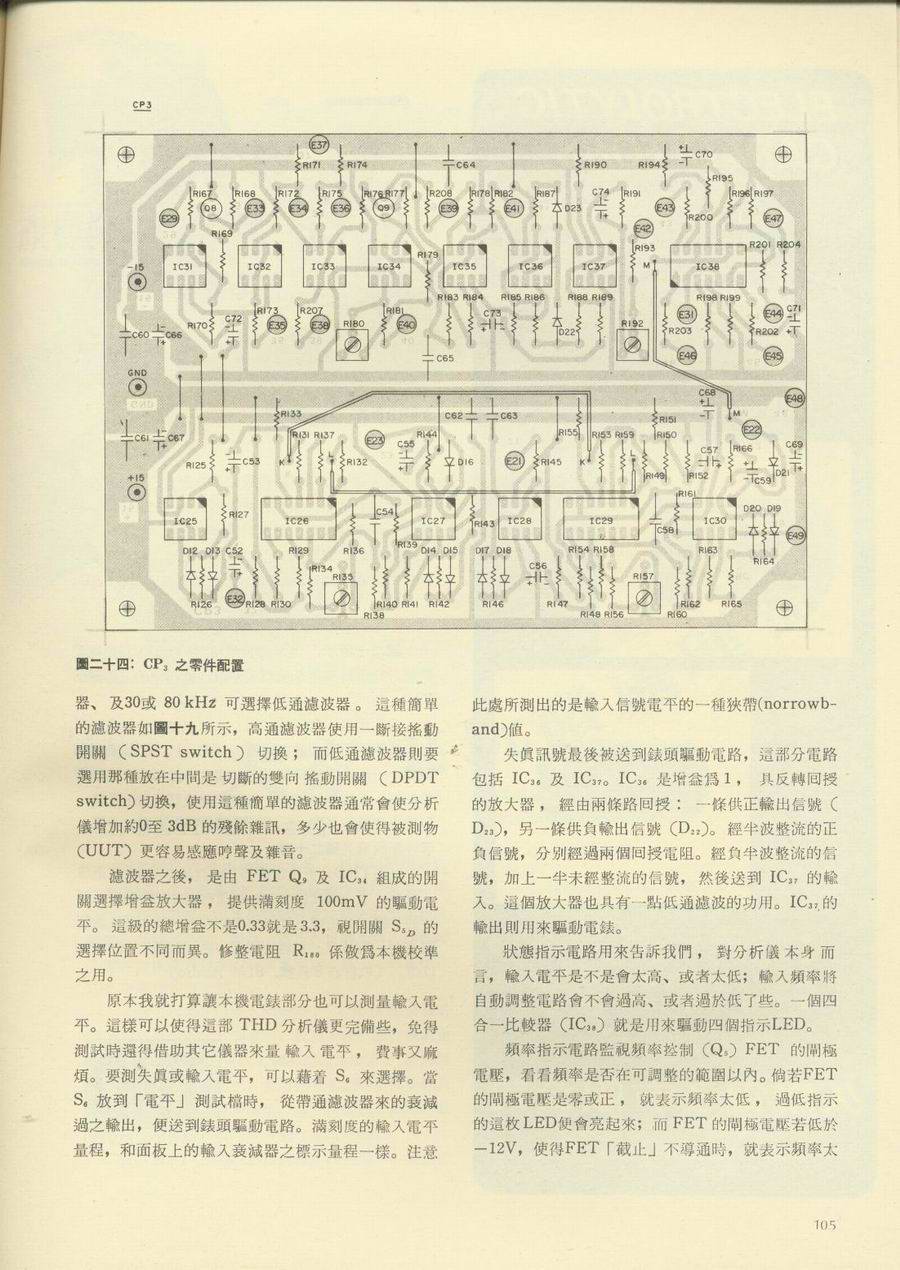 CP3
E37
R171 R174 C64 R190 R194 C70
R195
R167 Q8 R168 E33 R172 E34 R175 E36 R176 Q9 R177 R208 E39 R178 R182 E41 R187 D23 C74 R191 E43 R200 R196 R197 E47
E29
E42
R169 R179 R193 M R201 R204
-15 IC31 IC32 IC33 IC34 IC35 IC36 IC37 IC38
R183 R184 R185 R186 R188 R189 R198 R199
C60 C66 R170 C72 R173 E35 R207 E38 R180 R181 E40 C73 D22 R192 R203 E31 R202 E44 C71
C65 E46 E45
GND
C68 E48
R133 C62 C63 R151 M
C61 C67 R131 R137 E23 C55 R144 R155 R153 R159 R150 E22
R125 C53 K L R132 D16 E21 R145 K L R149 R152 C57 R166 C59 D21 C69
+15
R161
IC25 R127 IC26 C54 IC27 R143 IC28 IC29 C58 IC30 D20 D19
E49
R139 R164
D12 D13 C52 R129 R136 D14 D15 D17 D18 R154 R158 R163
R134 R135 C56 R157
R126 E32 R128 R130 R140 R141 R142 R146 R147 R162 R165
R138 R148 R156 R160
圖二十四: CP₃ 之零件配置
器、及30或 80 kHz 可選擇低通濾波器。這種簡單
的濾波器如圖十九所示，高通濾波器使用一斷接搖動
開關（SPST switch）切換；而低通濾波器則要
選用那種放在中間是切斷的雙向搖動開關（DPDT
switch)切換，使用這種簡單的濾波器通常會使分析
儀增加約0至 3dB 的殘餘雜訊，多少也會使得被測物
(UUT) 更容易感應哼聲及雜音。
濾波器之後，是由 FET Q₉ 及 IC₃₄ 組成的開
關選擇增益放大器，提供滿刻度 100mV 的驅動電
平。這級的總增益不是0.33就是3.3，視開關 S₅D 的
選擇位置不同而異。修整電阻 R₁₈₀ 係做爲本機校準
之用。
原本我就打算讓本機電錶部分也可以測量輸入電
平。這樣可以使得這部 THD 分析儀更完備些，免得
測試時還得借助其它儀器來量輸入電平，費事又麻
煩。要測失眞或輸入電平，可以藉着 S₆ 來選擇。當
S₆ 放到「電平」測試檔時，從帶通濾波器來的衰減
過之輸出，便送到錶頭驅動電路。滿刻度的輸入電平
量程，和面板上的輸入衰減器之標示量程一樣。注意
此處所測出的是輸入信號電平的一種狹帶(norrowb-
and)値。
失眞訊號最後被送到錶頭驅動電路，這部分電路
包括 IC₃₆ 及 IC₃₇。IC₃₆ 是增益爲1，具反轉回授
的放大器，經由兩條路回授：一條供正輸出信號（
D₂₃)，另一條供負輸出信號（D₂₂)。經半波整流的正
負信號，分別經過兩個回授電阻。經負半波整流的信
號，加上一半未經整流的信號，然後送到 IC₃₇ 的輸
入。這個放大器也具有一點低通濾波的功用。IC₃₇的
輸出則用來驅動電錶。
狀態指示電路用來告訴我們，對分析儀本身而
言，輸入電平是不是會太高、或者太低；輸入頻率將
自動調整電路會不會過高、或者過於低了些。一個四
合一比較器（IC₃₈）就是用來驅動四個指示LED。
頻率指示電路監視頻率控制（Q₅）FET 的閘極
電壓，看看頻率是否在可調整的範圍以內。倘若FET
的閘極電壓是零或正，就表示頻率太低，過低指示
的這枚LED便會亮起來；而 FET 的閘極電壓若低於
－12V，使得FET「截止」不導通時，就表示頻率太
105